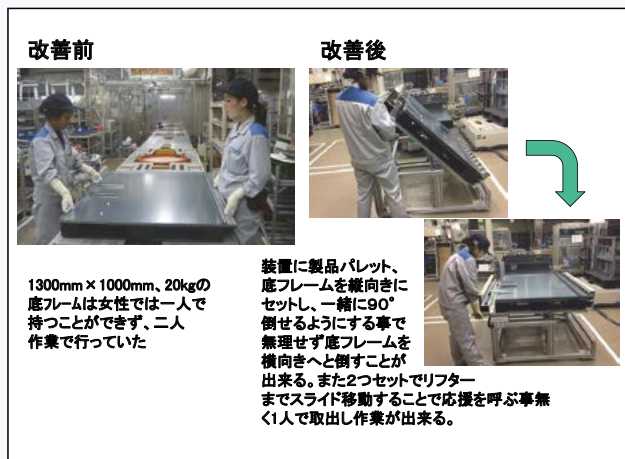 改善前
改善後
1300mm×1000mm、20kgの
底フレームは女性では一人で
持つことができず、二人
作業で行っていた
装置に製品パレット、
底フレームを縦向きに
セットし、一緒に90°
倒せるようにする事で
無理せず底フレームを
横向きへと倒すことが
出来る。また2つセットでリフター
までスライド移動することで応援を呼ぶ事無
く1人で取出し作業が出来る。